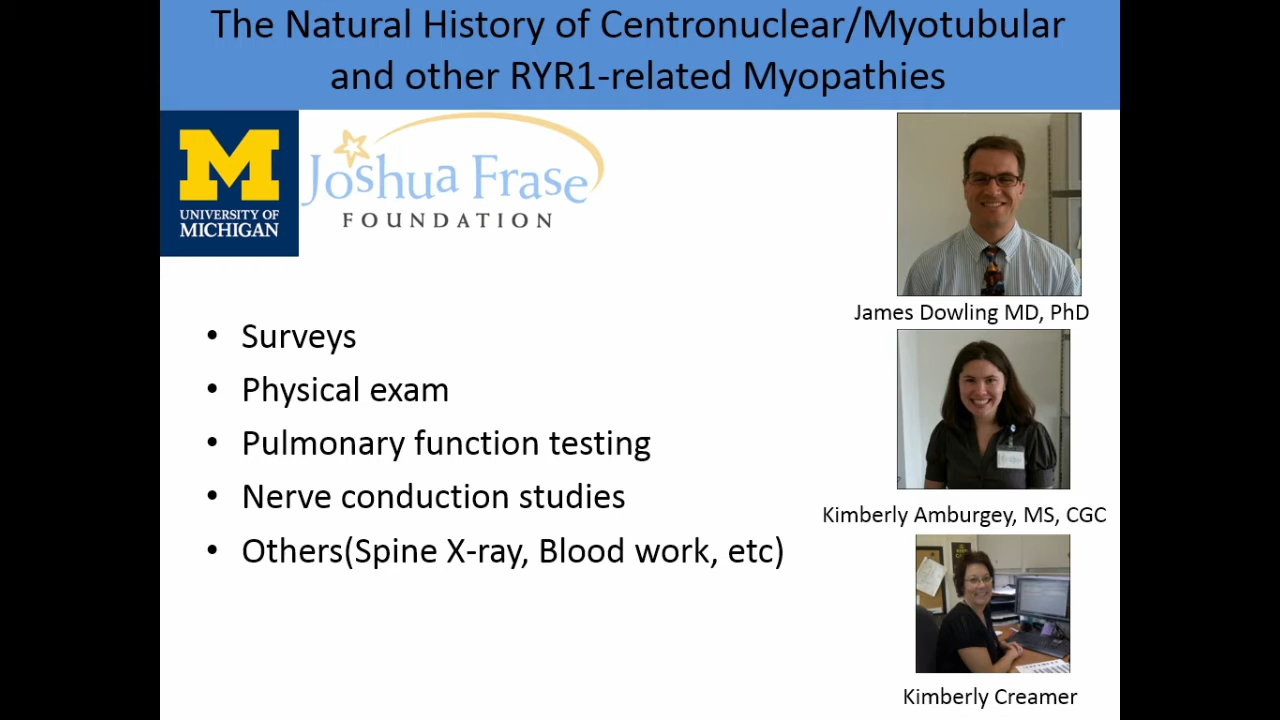 The Natural History of Centronuclear/Myotubular
and other RYR1-related Myopathies
M
UNIVERSITY OF
MICHIGAN
Joshua Frase
FOUNDATION
• Surveys
• Physical exam
• Pulmonary function testing
• Nerve conduction studies
• Others(Spine X-ray, Blood work, etc)
James Dowling MD, PhD
Kimberly Amburgey, MS, CGC
Kimberly Creamer